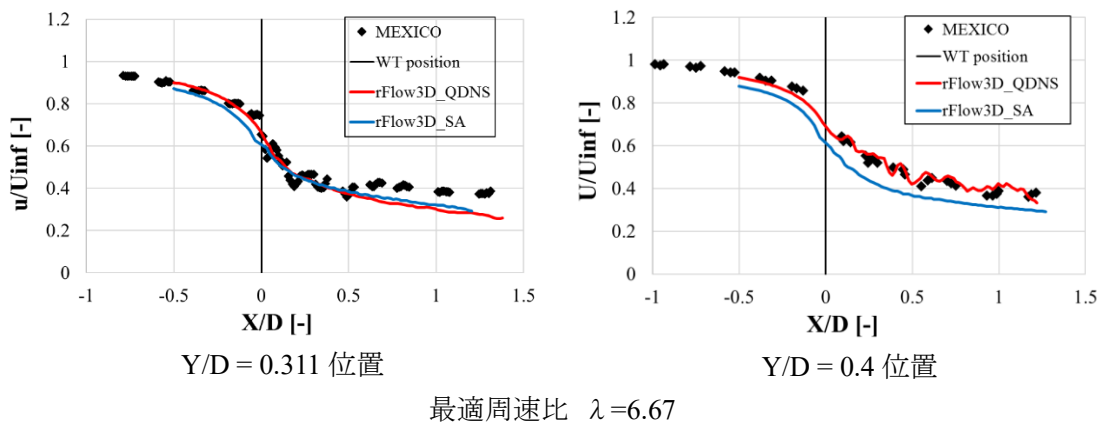 1.2
1
0.8
0.6
0.4
0.2
0
u/Uinf [-]
-1
-0.5
0
0.5
1
1.5
X/D [-]
MEXICO
WT position
rFlow3D_QDNS
rFlow3D_SA
Y/D = 0.311 位置
1.2
1
0.8
0.6
0.4
0.2
0
U/Uinf [-]
-1
-0.5
0
0.5
1
1.5
X/D [-]
MEXICO
WT position
rFlow3D_QDNS
rFlow3D_SA
Y/D = 0.4 位置
最適周速比 λ=6.67